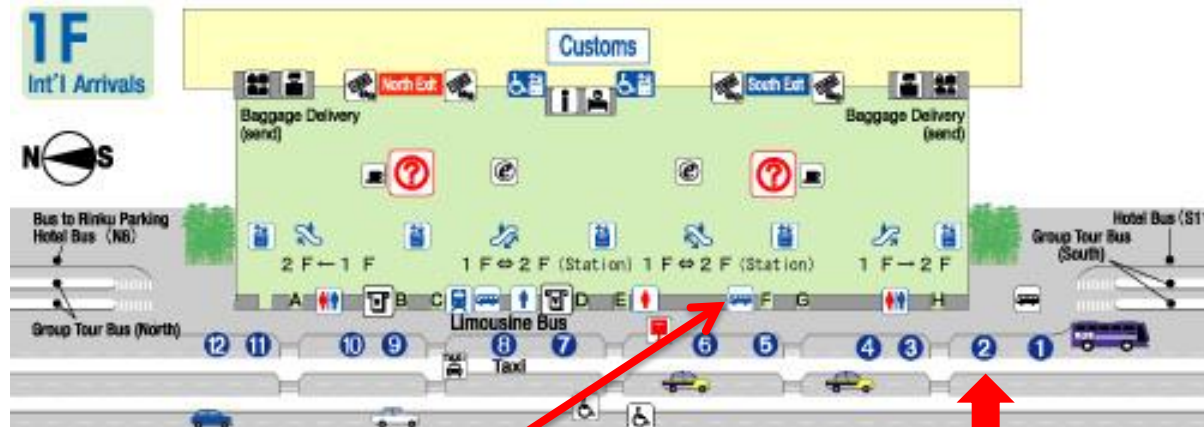 1F
Int'l Arrivals
Customs
North Exit
South Exit
Baggage Delivery
(send)
Baggage Delivery
(send)
N S
Bus to Rinku Parking
Hotel Bus (N6)
Hotel Bus (S1
Group Tour Bus
(South)
2 F ← 1 F
1 F ⇔ 2 F (Station)
1 F ⇔ 2 F (Station)
1 F → 2 F
A B C D E F G H
Group Tour Bus (North)
Limousine Bus
12 11 10 9 8 7 6 5 4 3 2 1
TAXI
Taxi